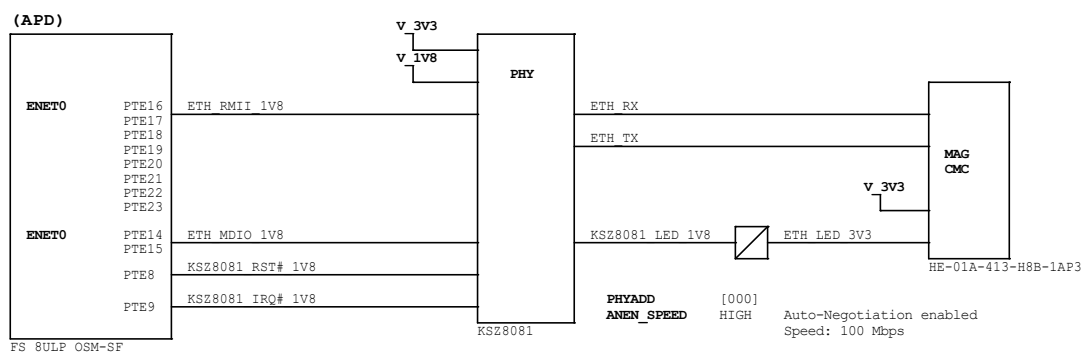 (APD)
V_3V3
V_1V8
PHY
ENET0
PTE16
ETH_RMII_1V8
ETH_RX
PTE17
PTE18
PTE19
ETH_TX
PTE20
PTE21
PTE22
PTE23
MAG
CMC
V_3V3
ENET0
PTE14
ETH_MDIO_1V8
KSZ8081_LED_1V8
ETH_LED_3V3
PTE15
KSZ8081_RST#_1V8
PTE8
HE-01A-413-H8B-1AP3
KSZ8081_IRQ#_1V8
PTE9
PHYADD [000]
ANEN_SPEED HIGH Auto-Negotiation enabled
Speed: 100 Mbps
KSZ8081
FS 8ULP OSM-SF